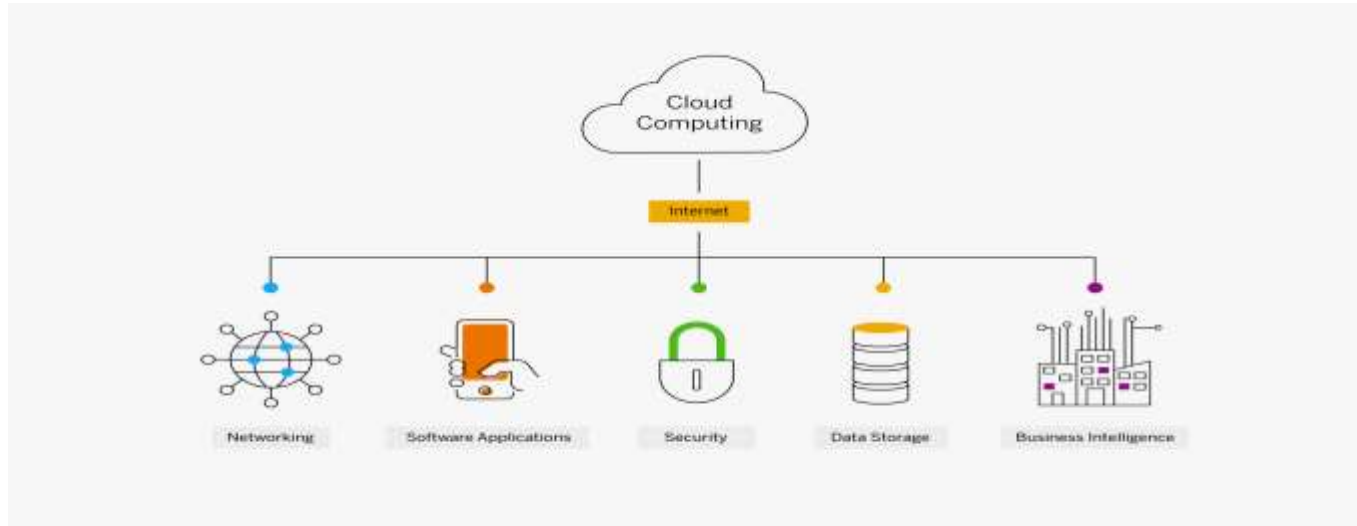 Cloud
Computing
Internet
Networking
Software Applications
Security
Data Storage
Business Intelligence